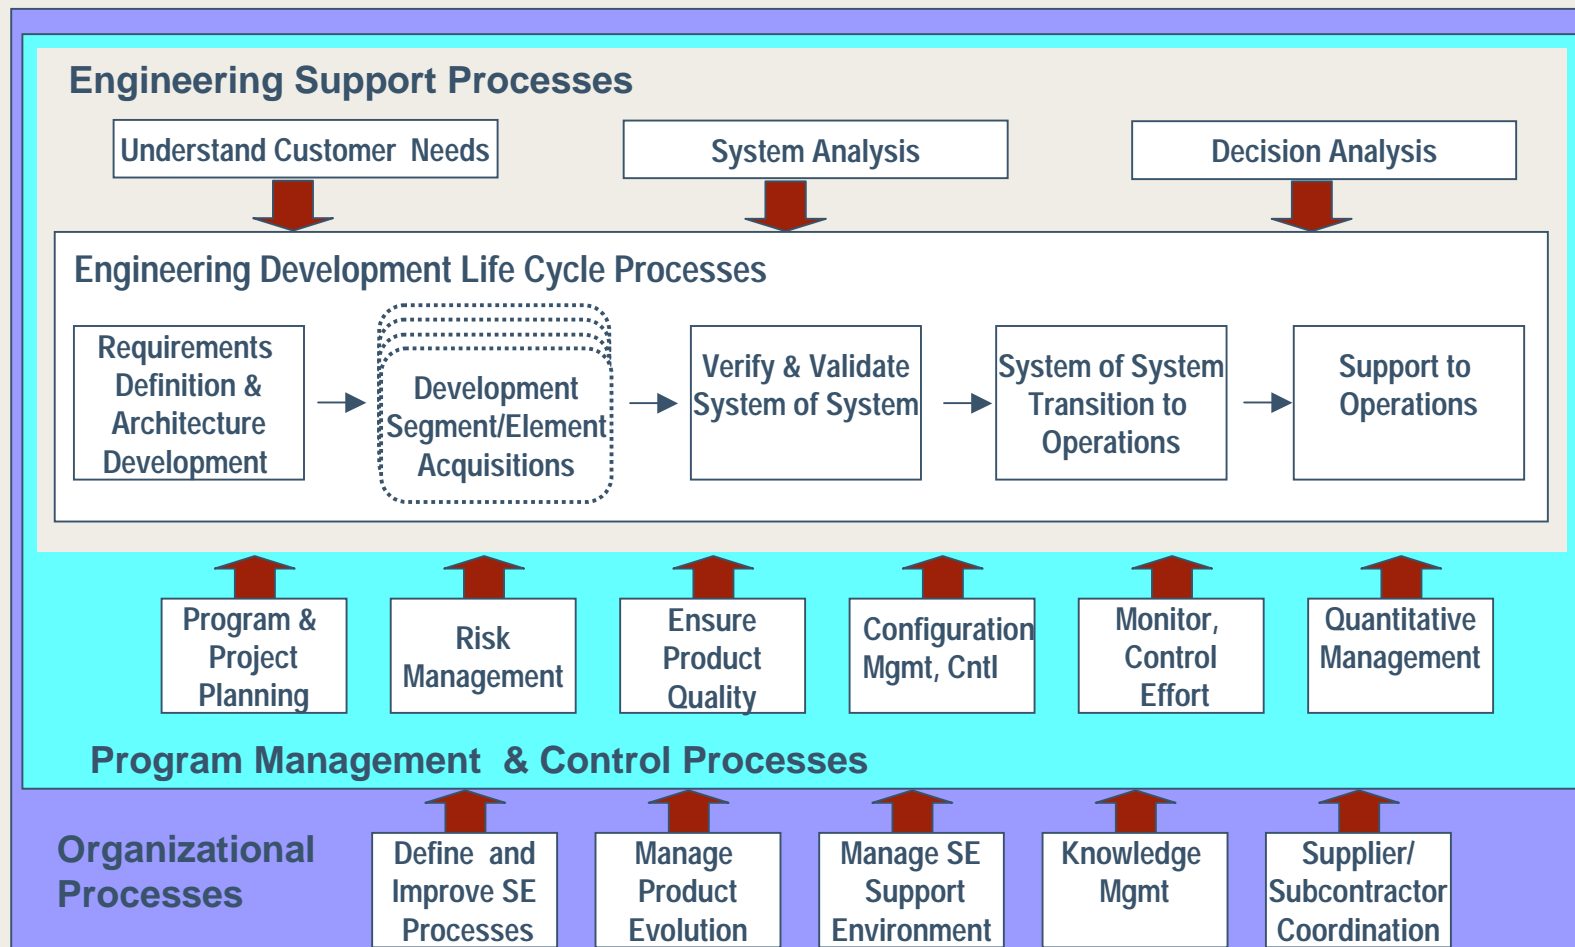 Engineering Support Processes
Understand Customer Needs
System Analysis
Decision Analysis
Engineering Development Life Cycle Processes
Requirements
Definition &
Architecture
Development
Development
Segment/Element
Acquisitions
Verify & Validate
System of System
System of System
Transition to
Operations
Support to
Operations
Program &
Project
Planning
Risk
Management
Ensure
Product
Quality
Configuration
Mgmt, Cntl
Monitor,
Control
Effort
Quantitative
Management
Program Management & Control Processes
Organizational
Processes
Define and
Improve SE
Processes
Manage
Product
Evolution
Manage SE
Support
Environment
Knowledge
Mgmt
Supplier/
Subcontractor
Coordination